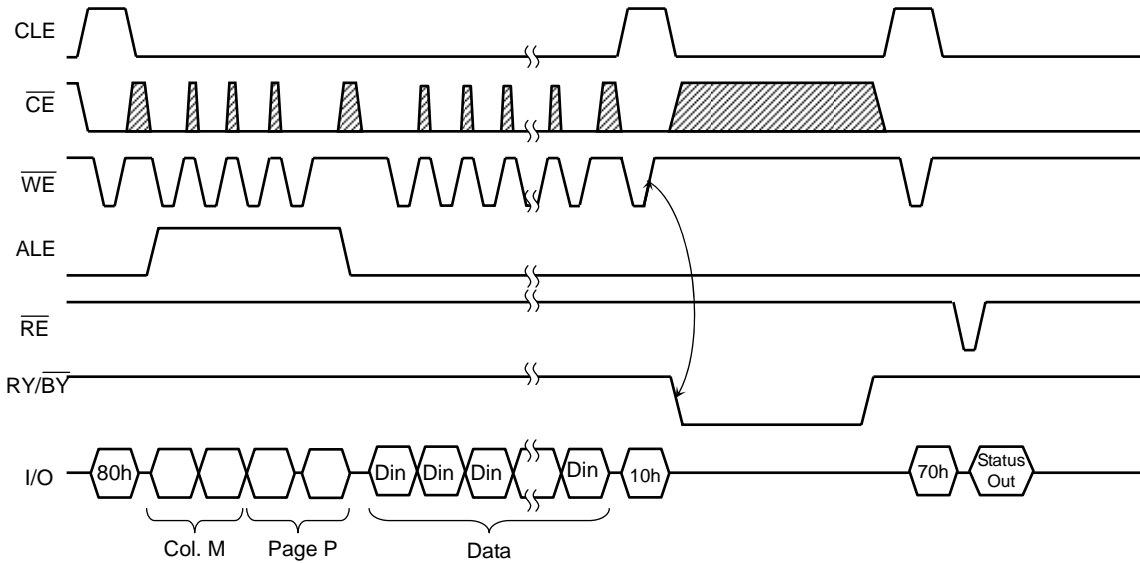 CLE
CE
WE
ALE
RE
RY/BY
I/O
80h
Din
Din
Din
Din
10h
70h
Status
Out
Col. M
Page P
Data